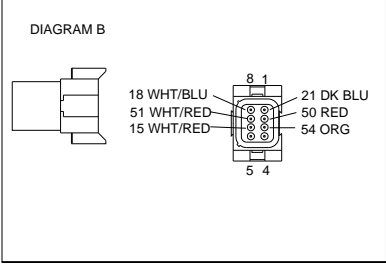 DIAGRAM B
8 1
18 WHT/BLU 21 DK BLU
51 WHT/RED 50 RED
15 WHT/RED 54 ORG
5 4